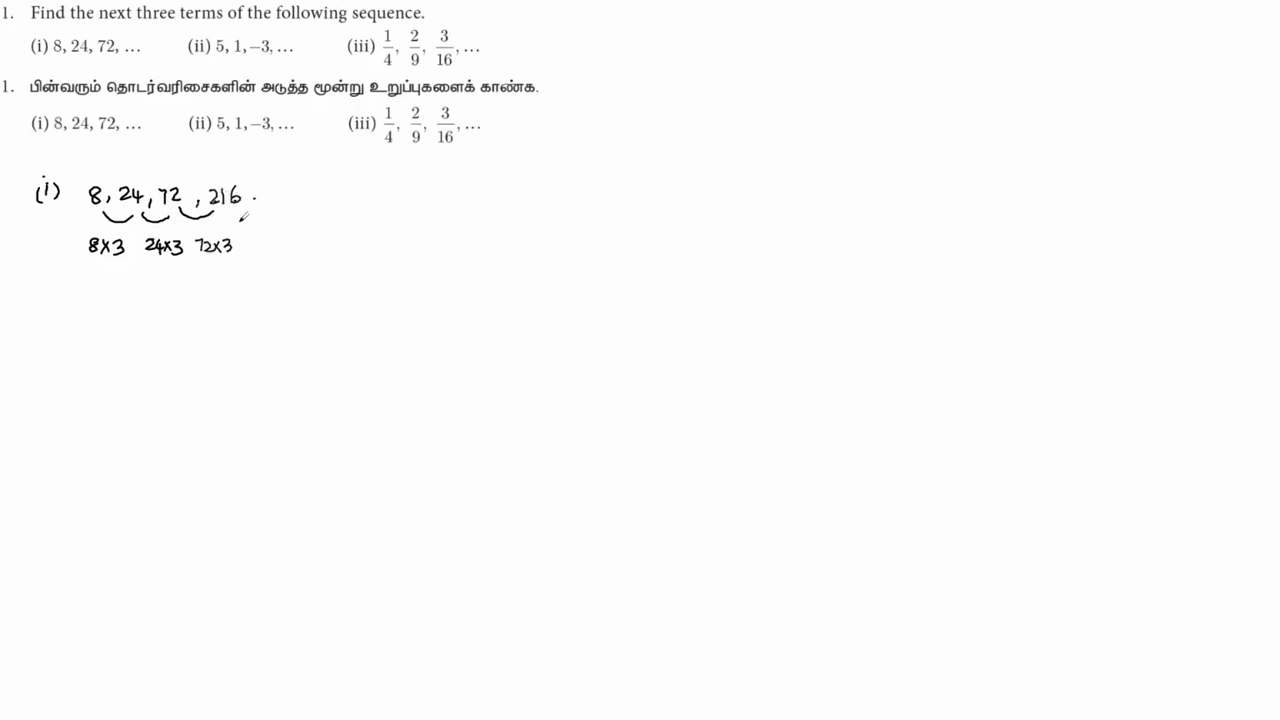 1. Find the next three terms of the following sequence.
(i) 8, 24, 72, … (ii) 5, 1, –3, … (iii) 1/4, 2/9, 3/16, …
1. பின்வரும் தொடர்வரிசைகளின் அடுத்த மூன்று உறுப்புகளைக் காண்க.
(i) 8, 24, 72, … (ii) 5, 1, –3, … (iii) 1/4, 2/9, 3/16, …
(i) 8, 24, 72, 216.
8×3 24×3 72×3